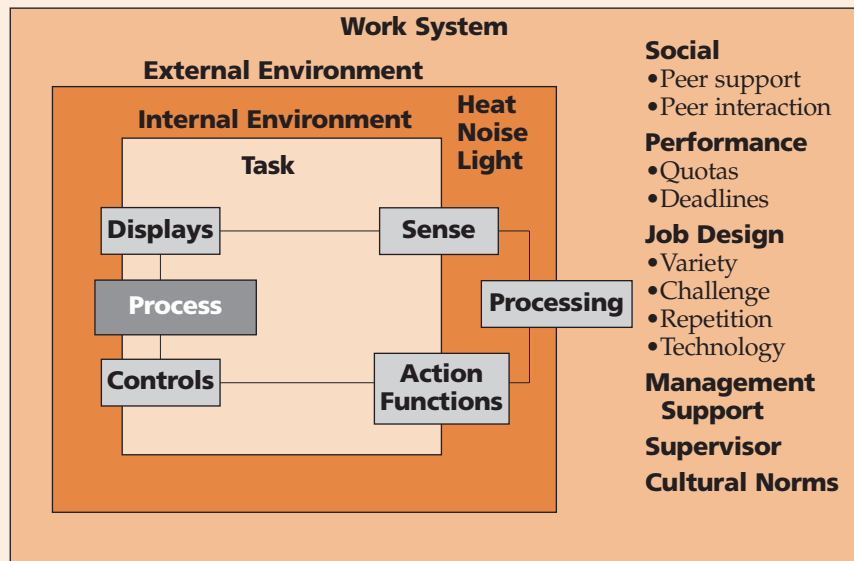 Work System
External Environment
Internal Environment
Heat
Noise
Light
Task
Displays
Sense
Process
Processing
Controls
Action
Functions
Social
•Peer support
•Peer interaction
Performance
•Quotas
•Deadlines
Job Design
•Variety
•Challenge
•Repetition
•Technology
Management
Support
Supervisor
Cultural Norms